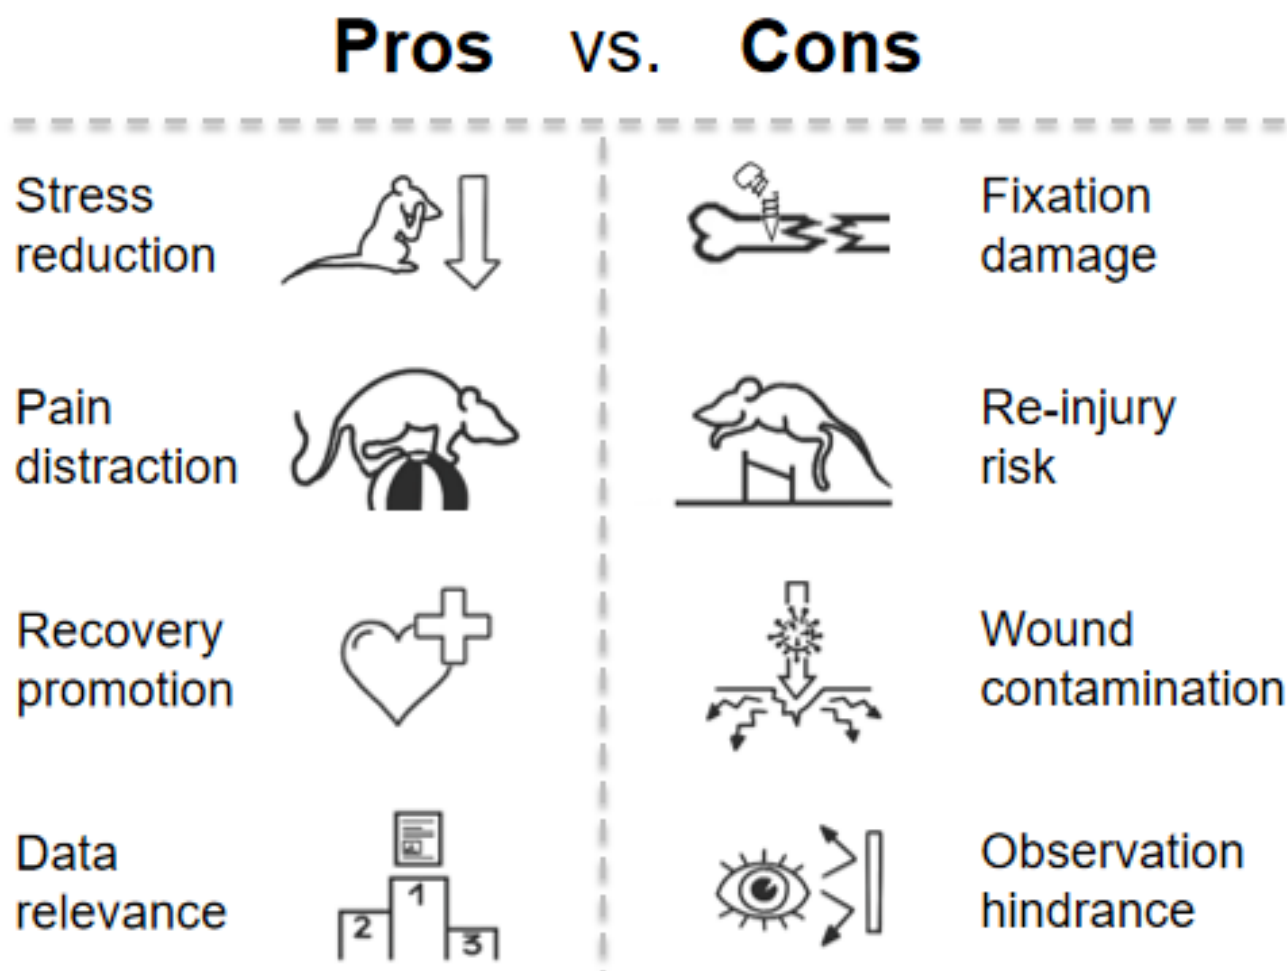 Pros vs. Cons
Stress
reduction
Fixation
damage
Pain
distraction
Re-injury
risk
Recovery
promotion
Wound
contamination
Data
relevance
1
2
3
Observation
hindrance